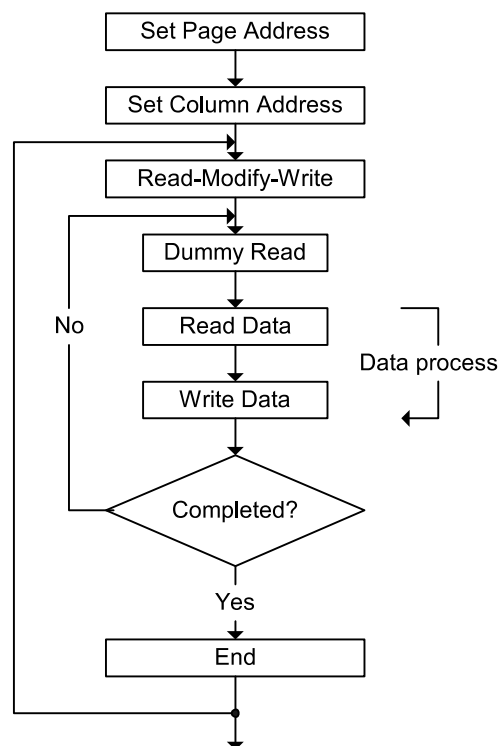 Set Page Address
Set Column Address
Read-Modify-Write
Dummy Read
No
Read Data
Data process
Write Data
Completed?
Yes
End